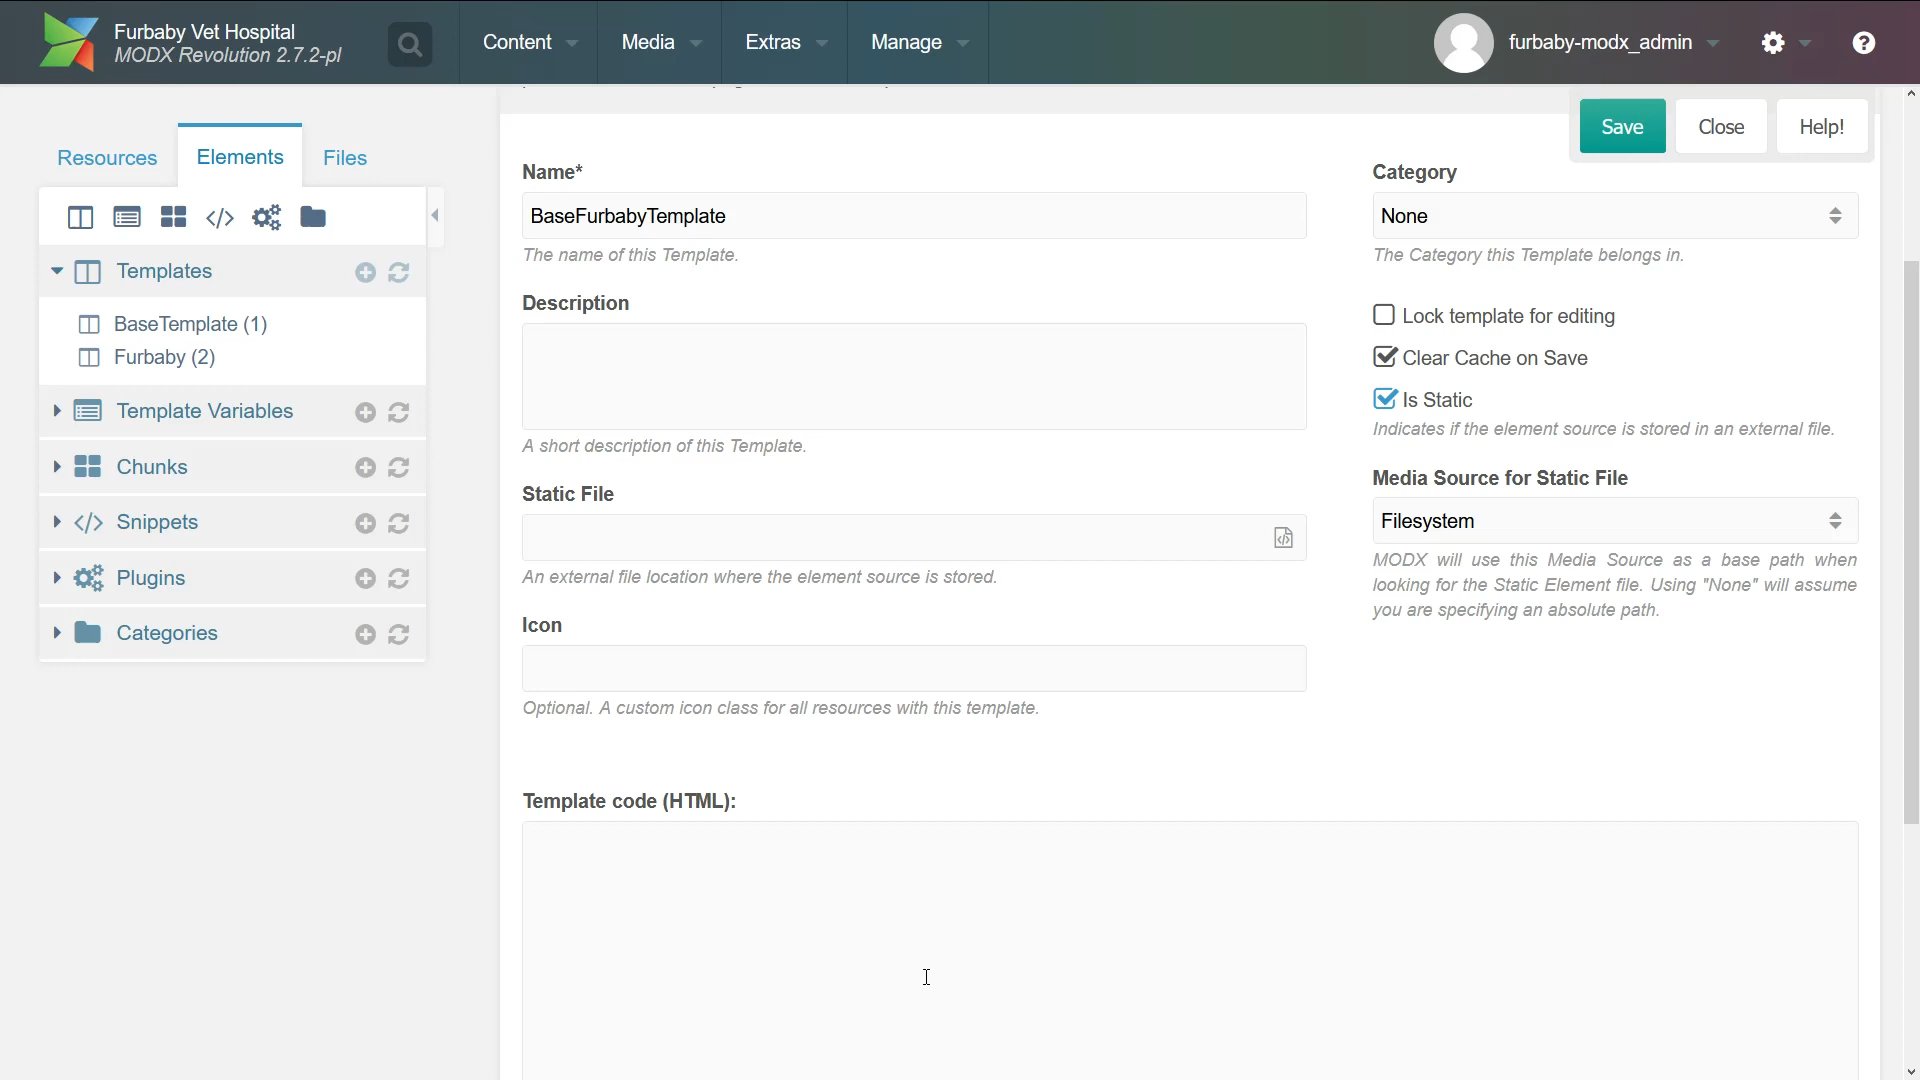 Furbaby Vet Hospital
MODX Revolution 2.7.2-pl
Content
Media
Extras
Manage
furbaby-modx_admin
Resources
Elements
Files
Save
Close
Help!
Templates
BaseTemplate (1)
Furbaby (2)
Template Variables
Chunks
Snippets
Plugins
Categories
Name*
BaseFurbabyTemplate
The name of this Template.
Description
A short description of this Template.
Static File
An external file location where the element source is stored.
Icon
Optional. A custom icon class for all resources with this template.
Category
None
The Category this Template belongs in.
Lock template for editing
Clear Cache on Save
Is Static
Indicates if the element source is stored in an external file.
Media Source for Static File
Filesystem
MODX will use this Media Source as a base path when
looking for the Static Element file. Using "None" will assume
you are specifying an absolute path.
Template code (HTML):